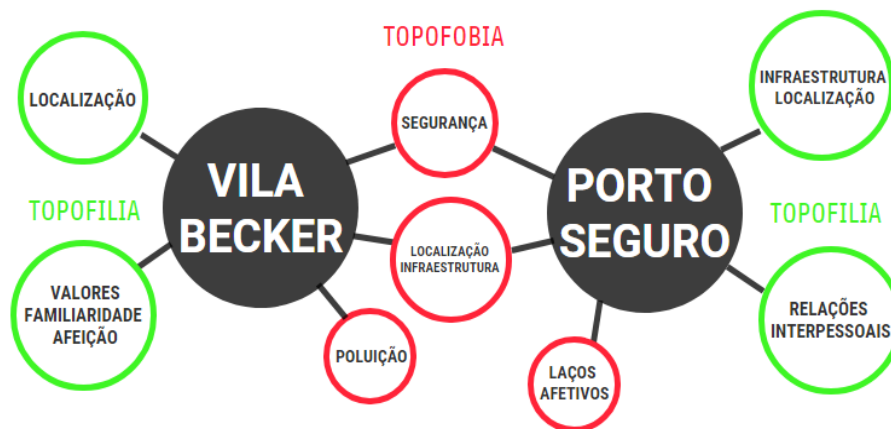 TOPOFOBIA
LOCALIZAÇÃO
SEGURANÇA
INFRAESTRUTURA
LOCALIZAÇÃO
VILA
BECKER
PORTO
SEGURO
TOPOFILIA
TOPOFILIA
LOCALIZAÇÃO
INFRAESTRUTURA
VALORES
FAMILIARIDADE
AFEIÇÃO
POLUIÇÃO
LAÇOS
AFETIVOS
RELAÇÕES
INTERPESSOAIS